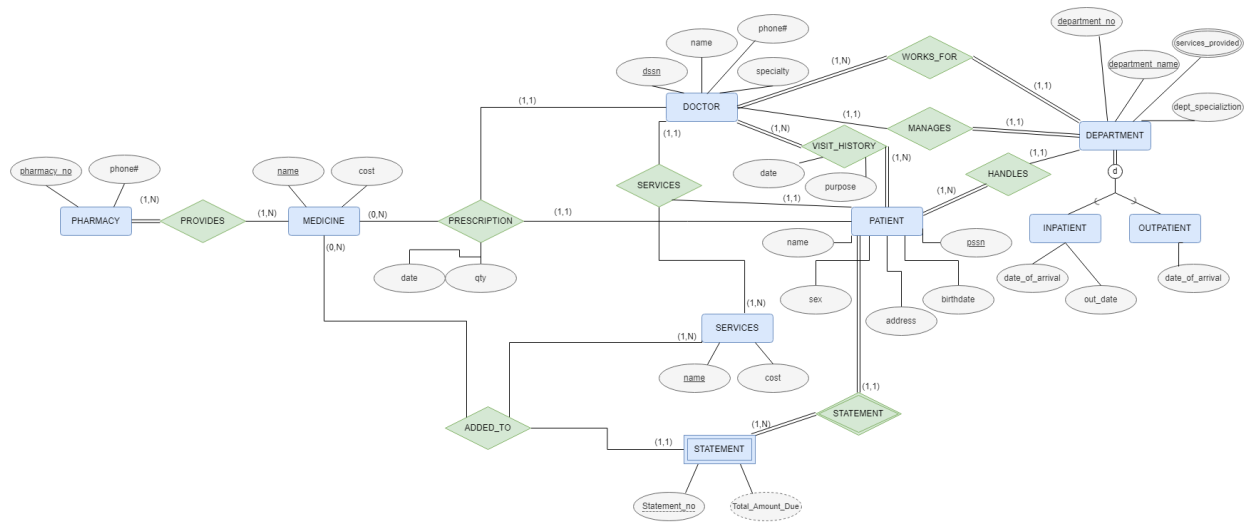 department_no
phone#
name
services_provided
WORKS_FOR
(1,N)
department_name
dssn
specialty
(1,1)
dept_speciализtion
(1,1)
DOCTOR
(1,1)
(1,1)
MANAGES
(1,N)
DEPARTMENT
(1,1)
VISIT_HISTORY
(1,1)
(1,N)
HANDLES
d
pharmacy_no
phone#
name
cost
date
purpose
SERVICES
(1,N)
(1,N)
(1,N)
(0,N)
(1,1)
(1,1)
PHARMACY
PROVIDES
MEDICINE
PRESCRIPTION
PATIENT
INPATIENT
OUTPATIENT
(0,N)
name
pssn
date
qty
date_of_arrival
date_of_arrival
sex
birthdate
out_date
(1,N)
address
SERVICES
(1,N)
name
cost
(1,1)
STATEMENT
ADDED_TO
(1,N)
(1,1)
STATEMENT
Statement_no
Total_Amount_Due